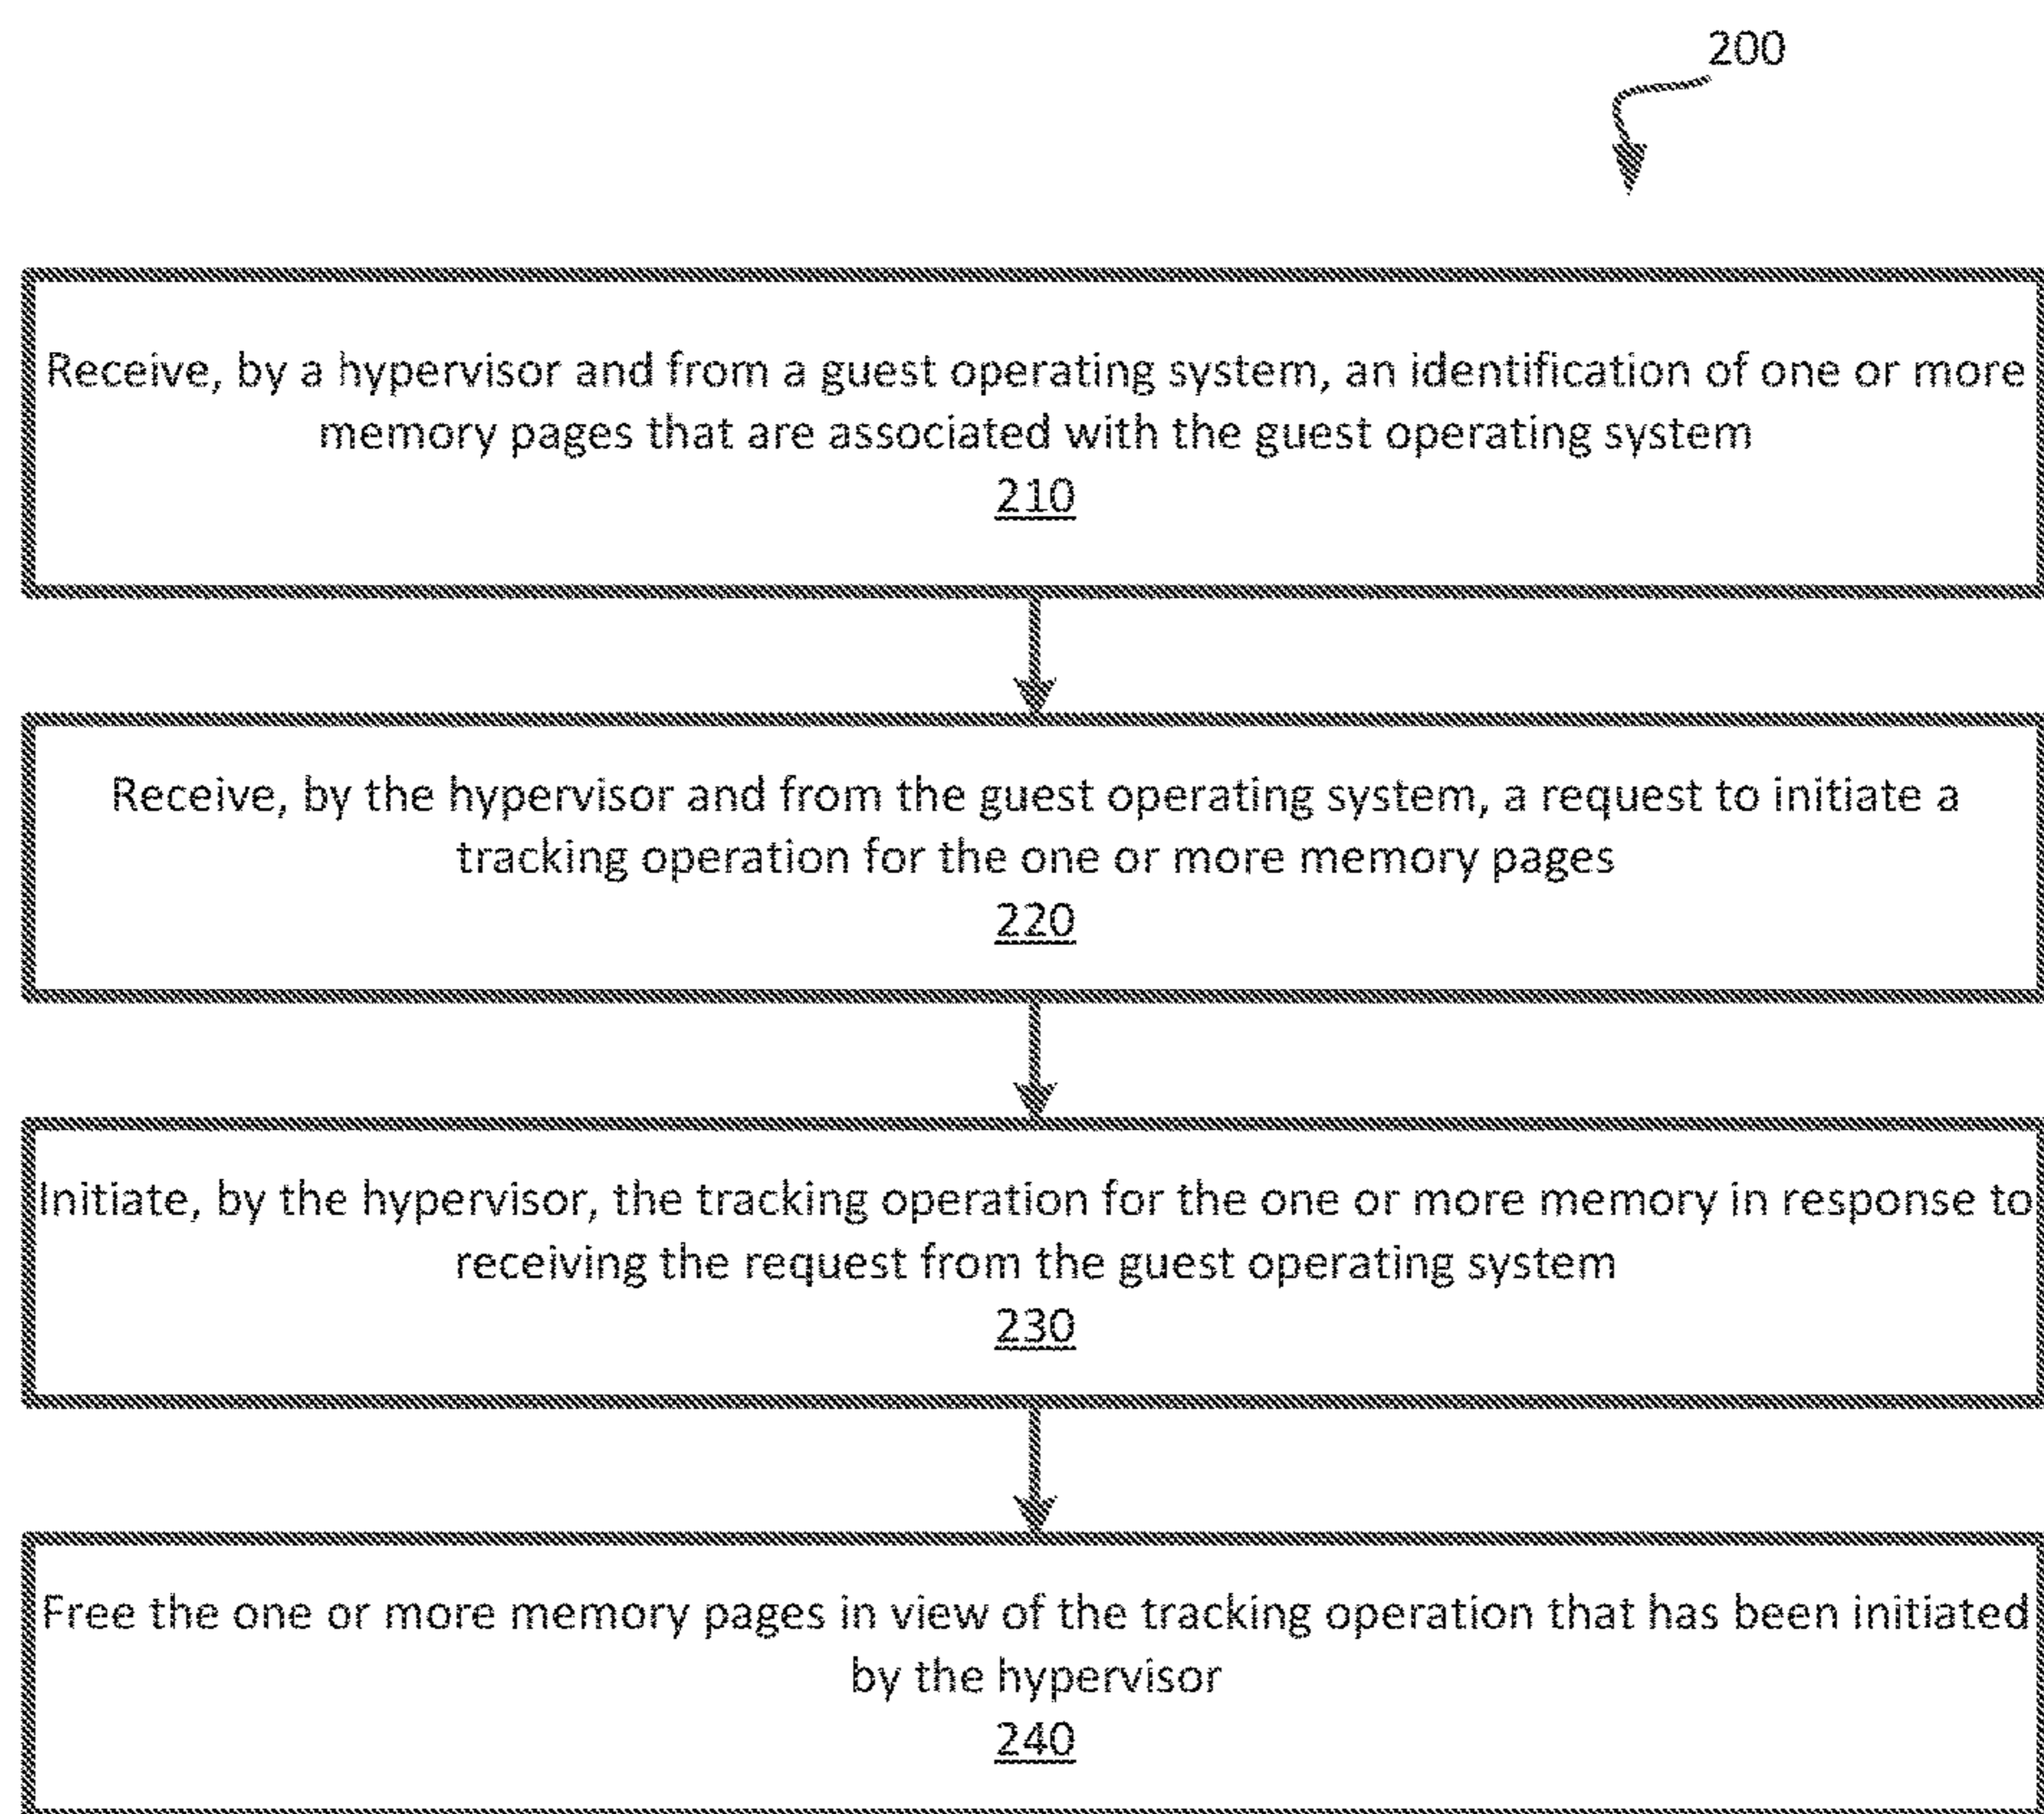 200
Receive, by a hypervisor and from a guest operating system, an identification of one or more
memory pages that are associated with the guest operating system
210
Receive, by the hypervisor and from the guest operating system, a request to initiate a
tracking operation for the one or more memory pages
220
Initiate, by the hypervisor, the tracking operation for the one or more memory in response to
receiving the request from the guest operating system
230
Free the one or more memory pages in view of the tracking operation that has been initiated
by the hypervisor
240